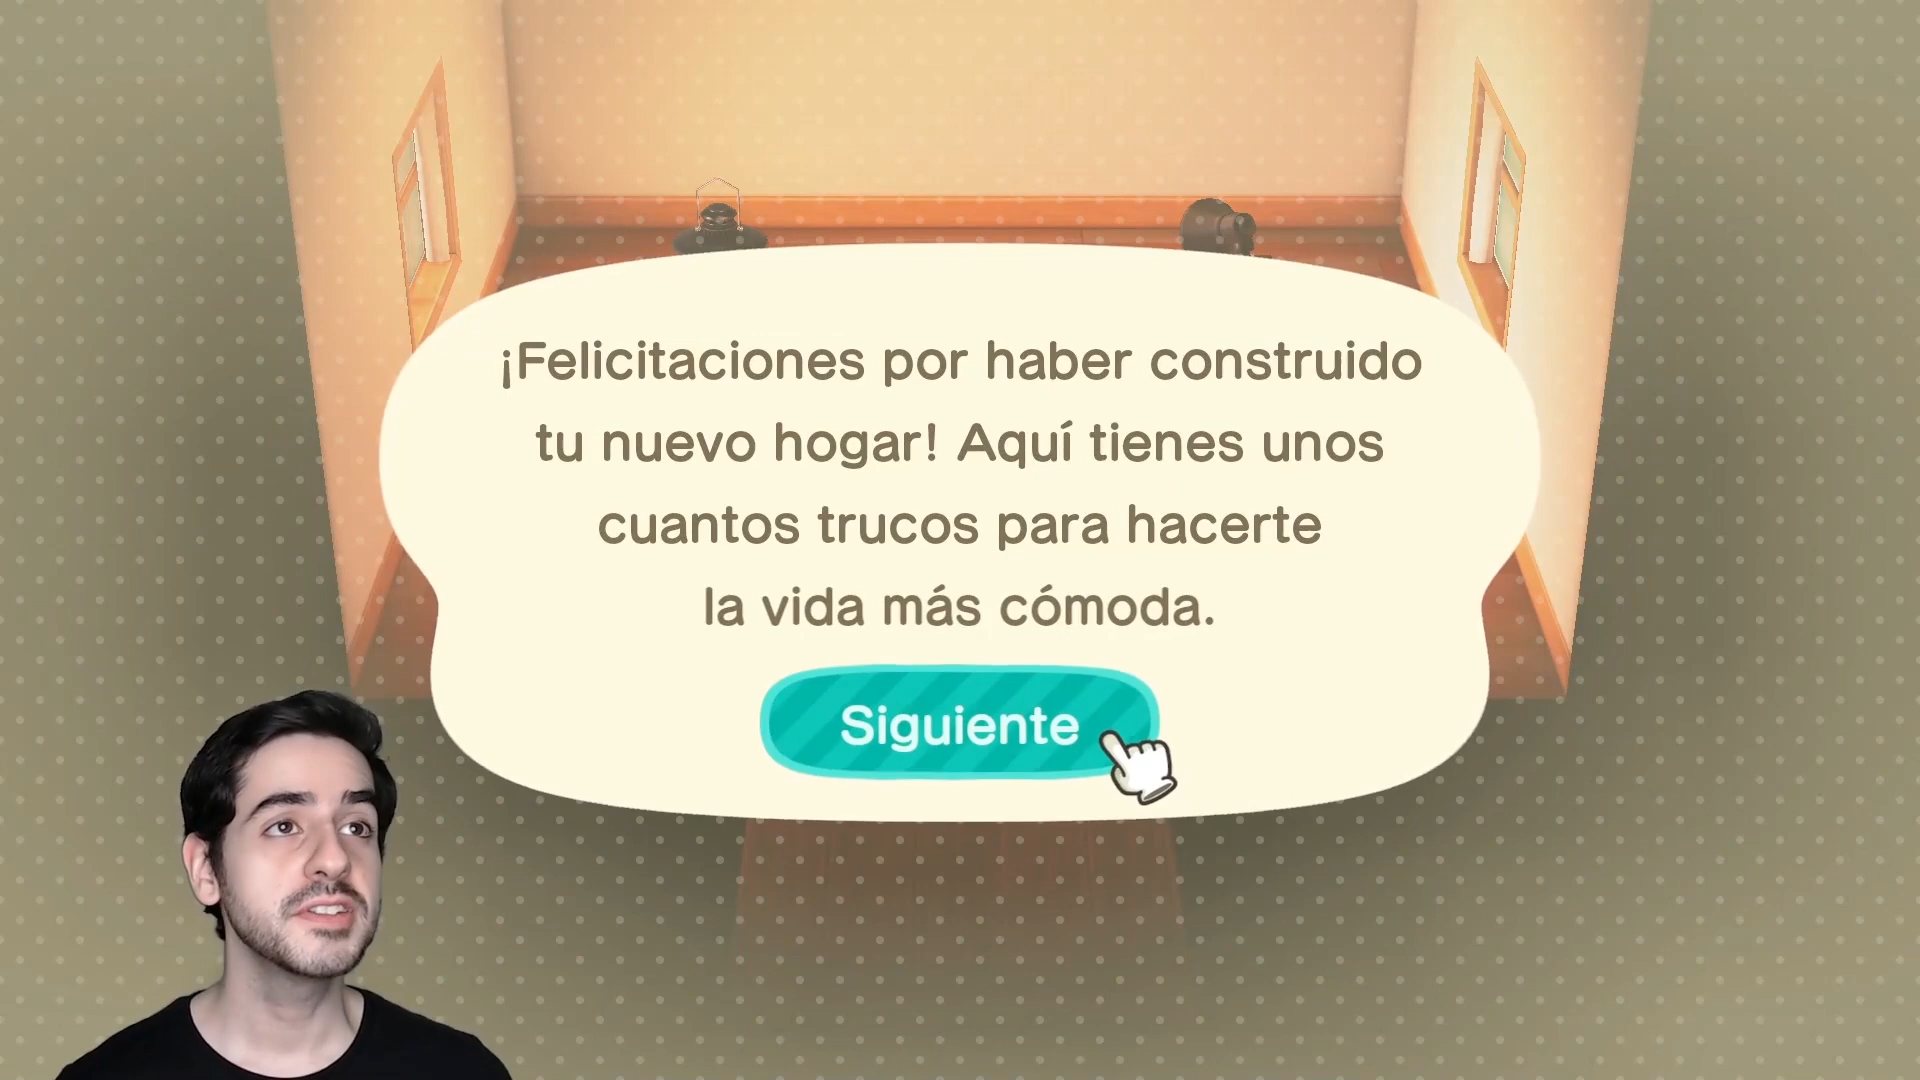 ¡Felicitaciones por haber construido
tu nuevo hogar! Aquí tienes unos
cuantos trucos para hacerte
la vida más cómoda.
Siguiente